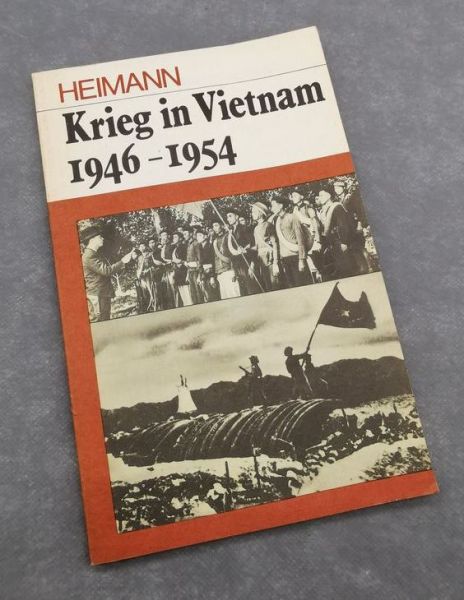 HEIMANN
Krieg in Vietnam
1946-1954